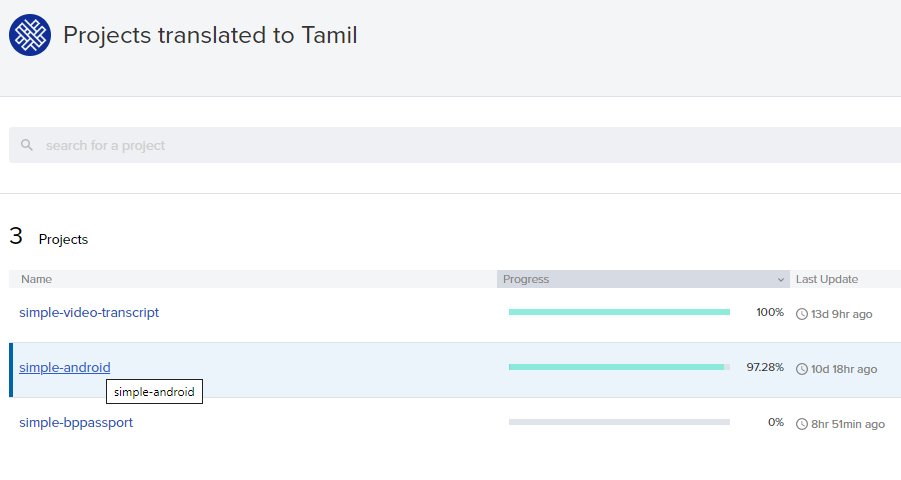 Projects translated to Tamil
search for a project
3 Projects
Name Progress Last Update
simple-video-transcript 100% 13d 9hr ago
simple-android 97.28% 10d 18hr ago
simple-android
simple-bppassport 0% 8hr 51min ago